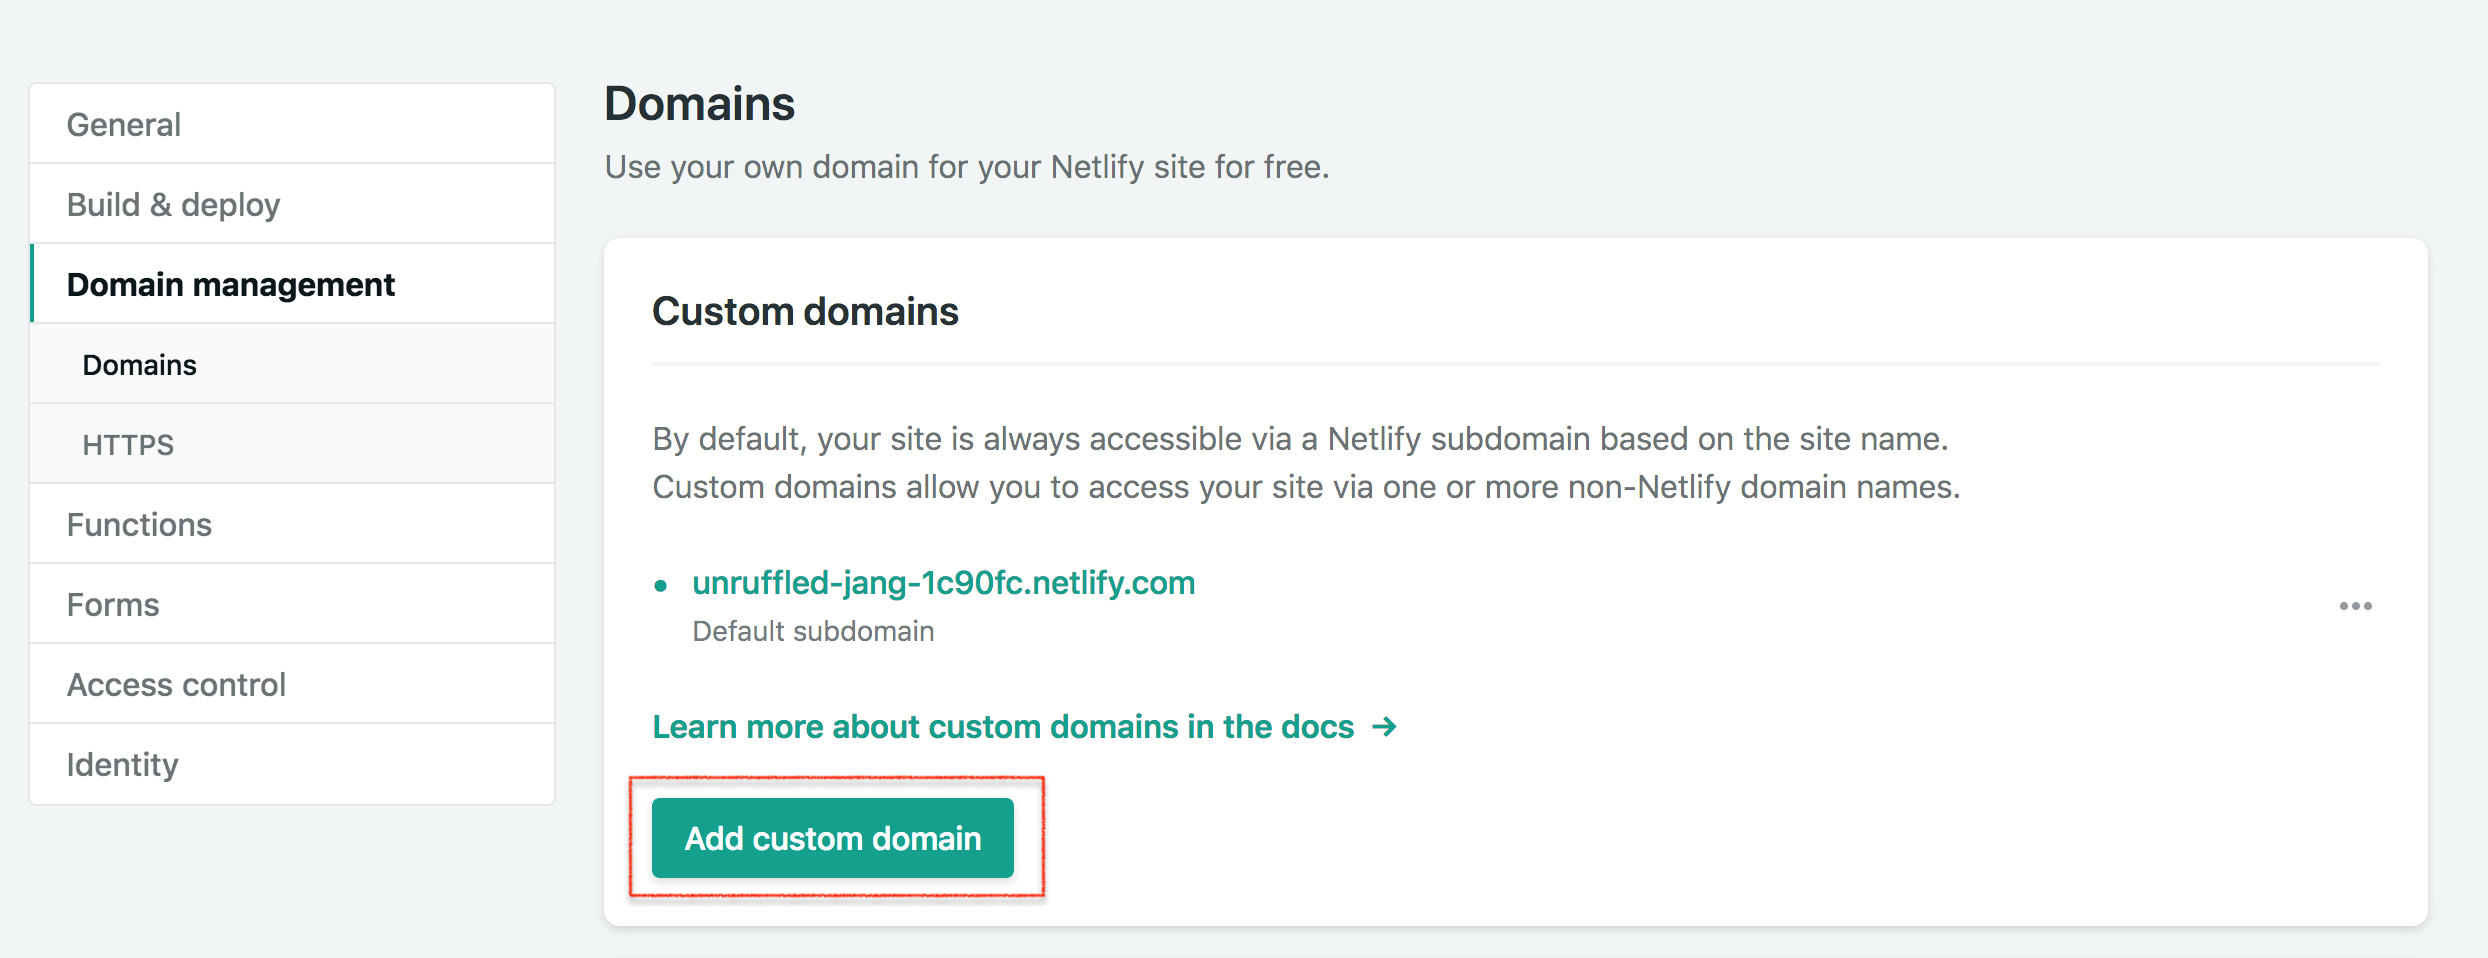 General
Build & deploy
Domain management
Domains
HTTPS
Functions
Forms
Access control
Identity
Domains
Use your own domain for your Netlify site for free.
Custom domains
By default, your site is always accessible via a Netlify subdomain based on the site name.
Custom domains allow you to access your site via one or more non-Netlify domain names.
unruffled-jang-1c90fc.netlify.com
Default subdomain
Learn more about custom domains in the docs →
Add custom domain